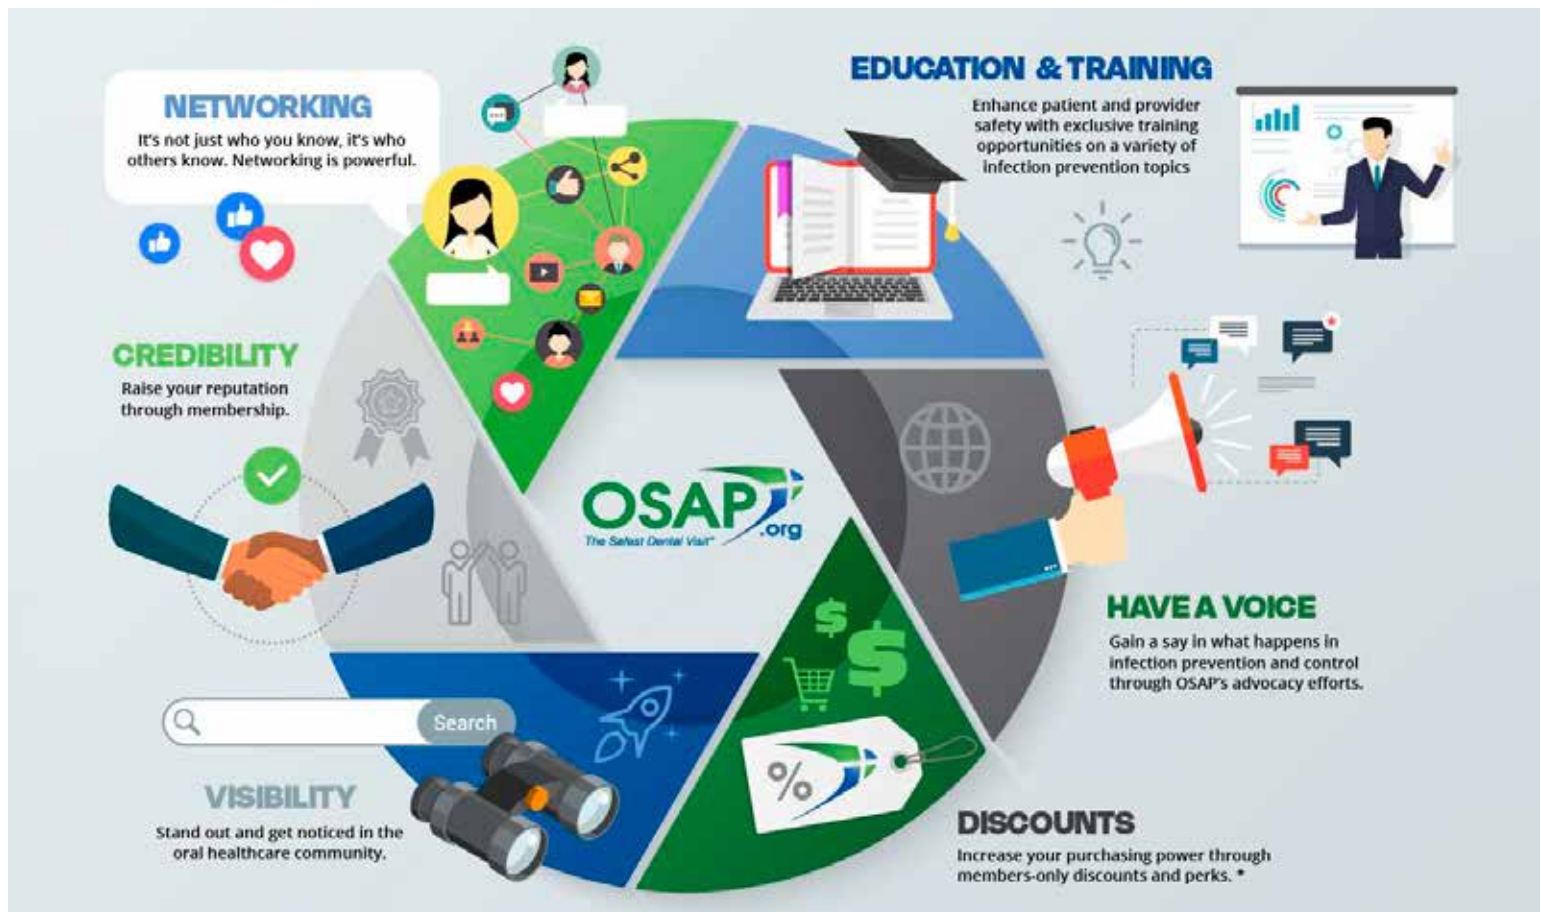 NETWORKING
It's not just who you know, it's who
others know. Networking is powerful.
EDUCATION & TRAINING
Enhance patient and provider
safety with exclusive training
opportunities on a variety of
infection prevention topics
CREDIBILITY
Raise your reputation
through membership.
OSAP
.org
The Safest Dental Visit™
HAVE A VOICE
Gain a say in what happens in
infection prevention and control
through OSAP's advocacy efforts.
Search
VISIBILITY
Stand out and get noticed in the
oral healthcare community.
$
$
%
DISCOUNTS
Increase your purchasing power through
members-only discounts and perks. *